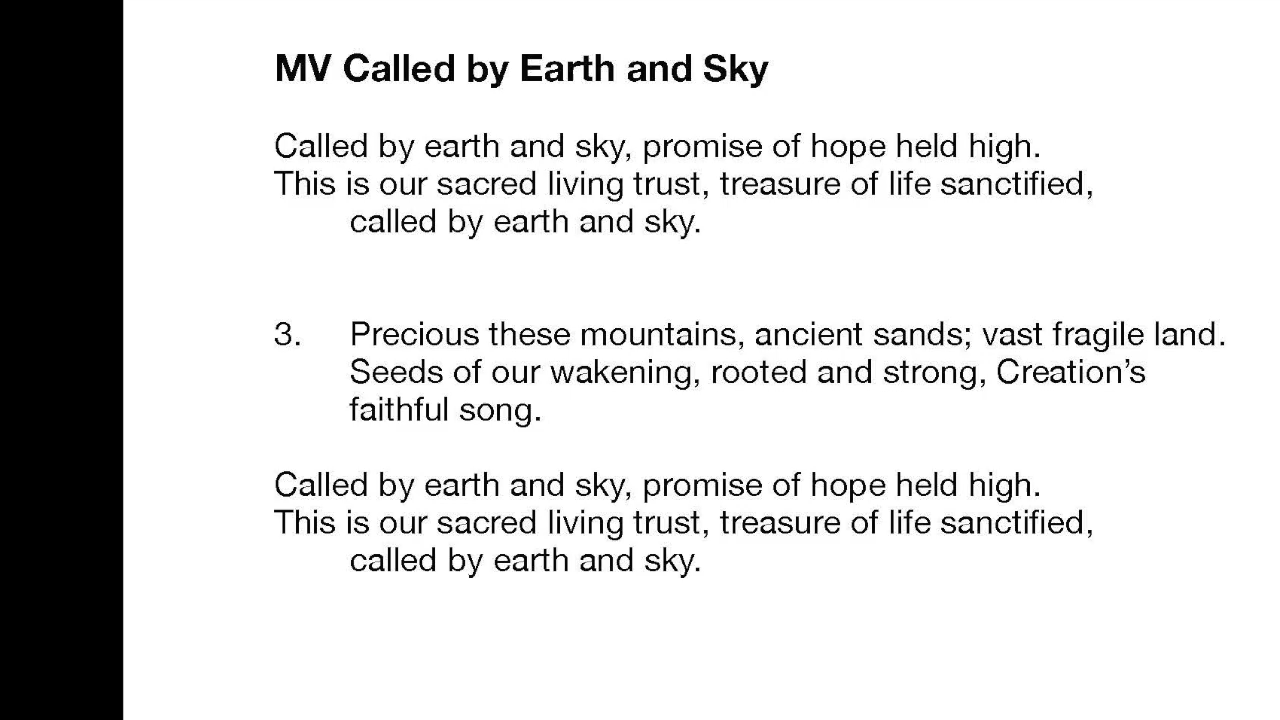 MV Called by Earth and Sky
Called by earth and sky, promise of hope held high.
This is our sacred living trust, treasure of life sanctified,
called by earth and sky.
3. Precious these mountains, ancient sands; vast fragile land.
Seeds of our wakening, rooted and strong, Creation’s
faithful song.
Called by earth and sky, promise of hope held high.
This is our sacred living trust, treasure of life sanctified,
called by earth and sky.